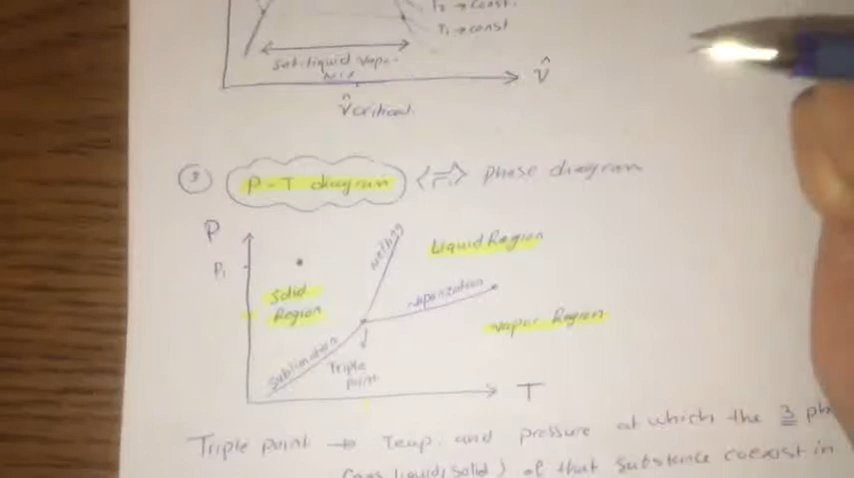 T2 → const.
T1 → const
Sat. liquid vapor
mix
v̂
v̂ critical
③ P-T diagram <=> phase diagram
P
P1
melting
Liquid Region
Solid
Region
vaporization
Vapor Region
Sublimation
Triple
point
T
Triple point → Temp. and pressure at which the 3
liquid, solid) of that substance coexist in